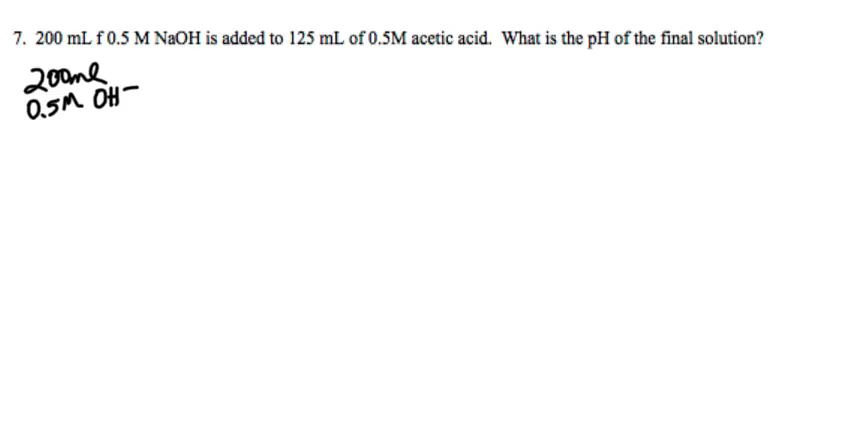 7. 200 mL f 0.5 M NaOH is added to 125 mL of 0.5M acetic acid. What is the pH of the final solution?
200ml
0.5M OH⁻